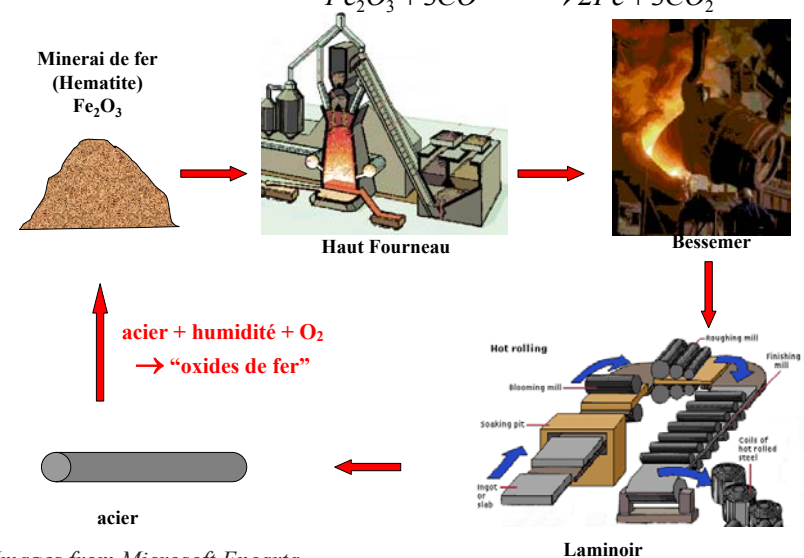 Fe₂O₃ + 3CO → 2Fe + 3CO₂
Minerai de fer
(Hematite)
Fe₂O₃
Haut Fourneau
Bessemer
acier + humidité + O₂
→ “oxides de fer”
Hot rolling
Roughing mill
Finishing
mill
Blooming mill
Soaking pit
Coils of
hot rolled
steel
Ingot
or
slab
acier
Laminoir
Images from Microsoft Encarta